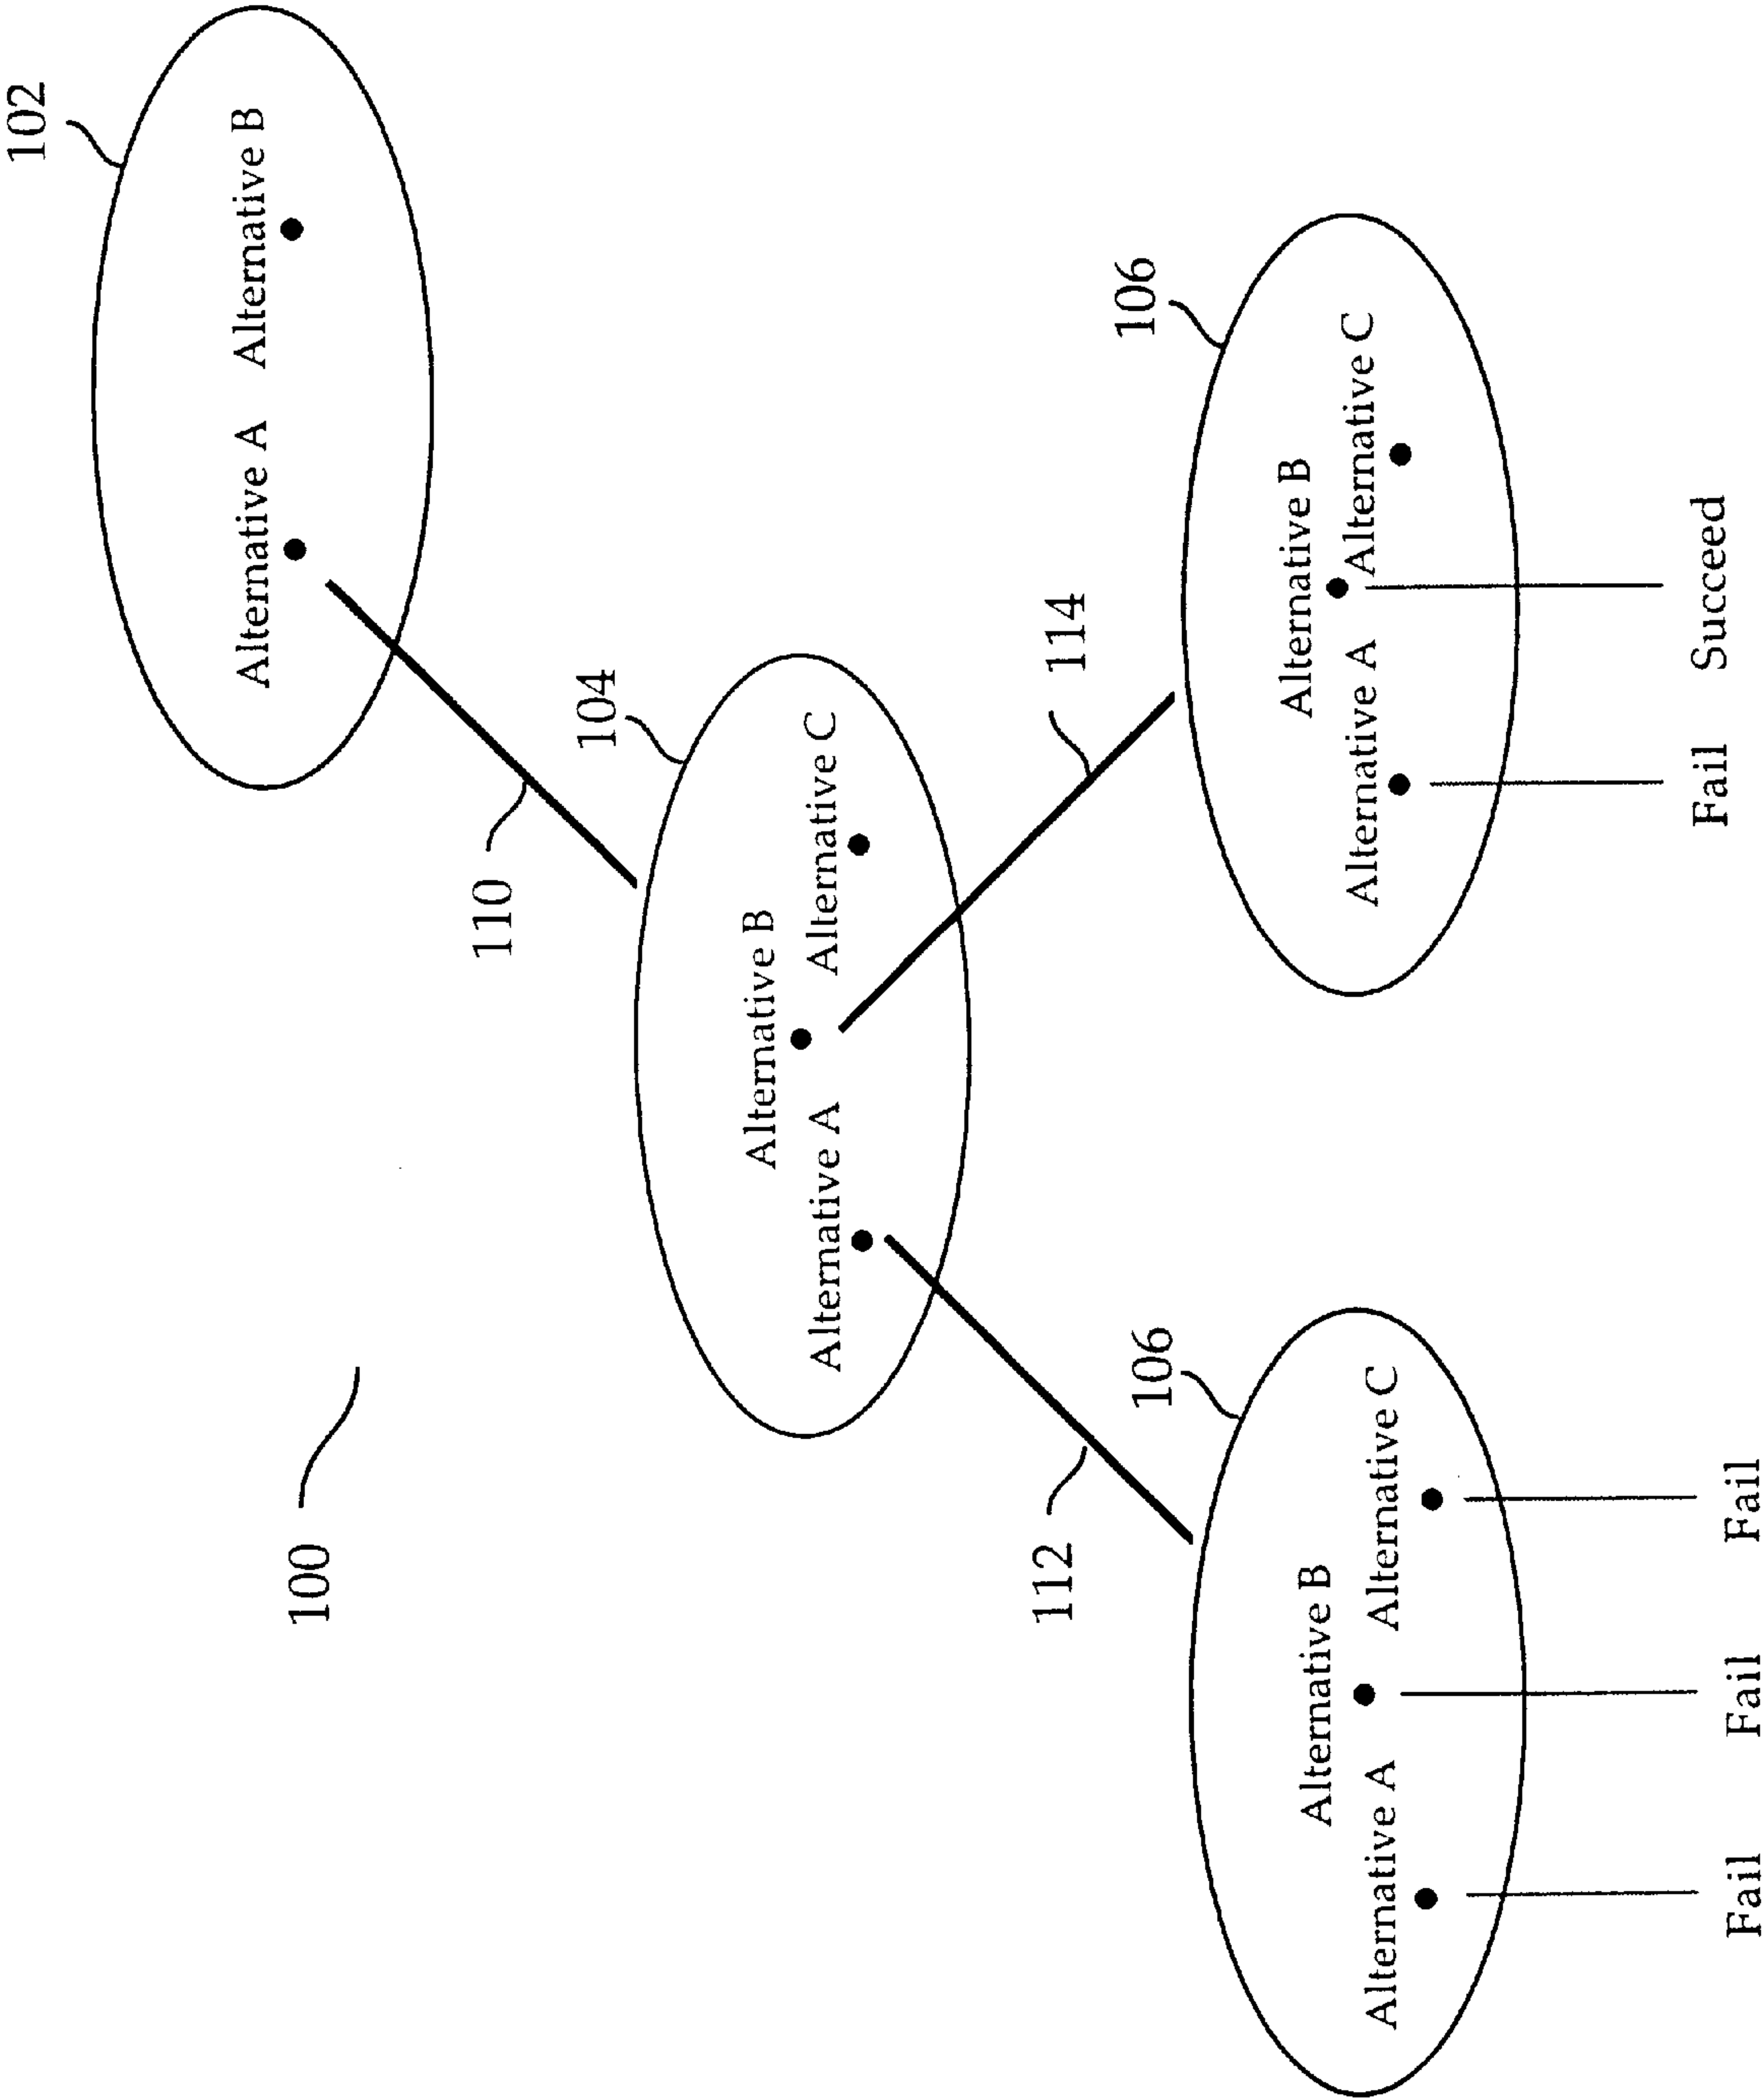 102
Alternative A Alternative B
100
110
104
Alternative B
Alternative A Alternative C
112
114
106
106
Alternative B
Alternative A Alternative C
Fail Fail Fail
Alternative B
Alternative A Alternative C
Fail Succeed